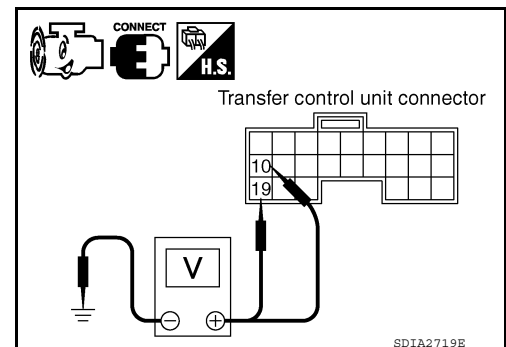 CONNECT
H.S.
Transfer control unit connector
10
19
V
− +
SDIA2719E